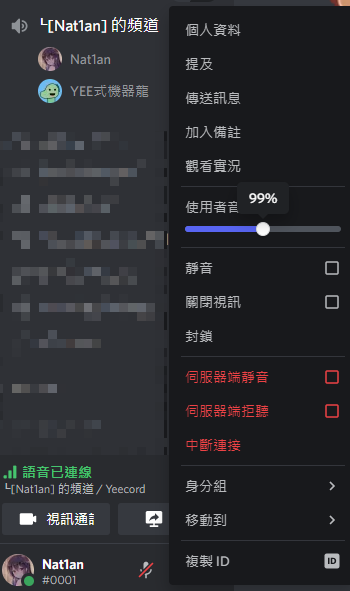 └[Nat1an] 的頻道
Nat1an
YEE式機器龍
語音已連線
└[Nat1an] 的頻道 / Yeecord
視訊通話
Nat1an
#0001
個人資料
提及
傳送訊息
加入備註
觀看實況
使用者音
99%
靜音
關閉視訊
封鎖
伺服器端靜音
伺服器端拒聽
中斷連接
身分組
移動到
複製 ID
ID